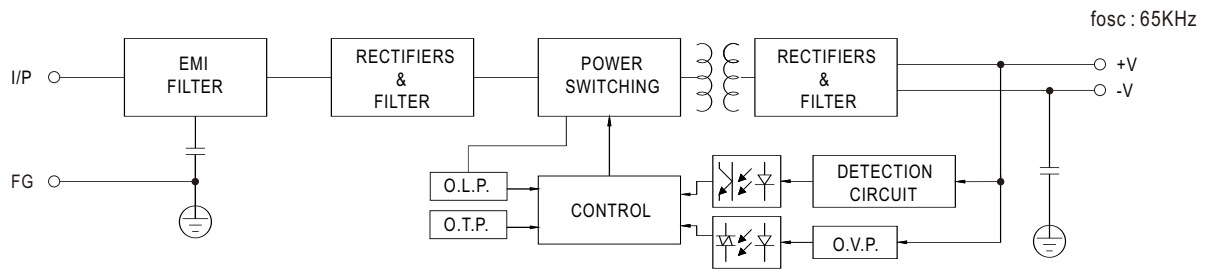 fosc : 65KHz
I/P
EMI
FILTER
RECTIFIERS
&
FILTER
POWER
SWITCHING
RECTIFIERS
&
FILTER
+V
-V
FG
O.L.P.
O.T.P.
CONTROL
DETECTION
CIRCUIT
O.V.P.